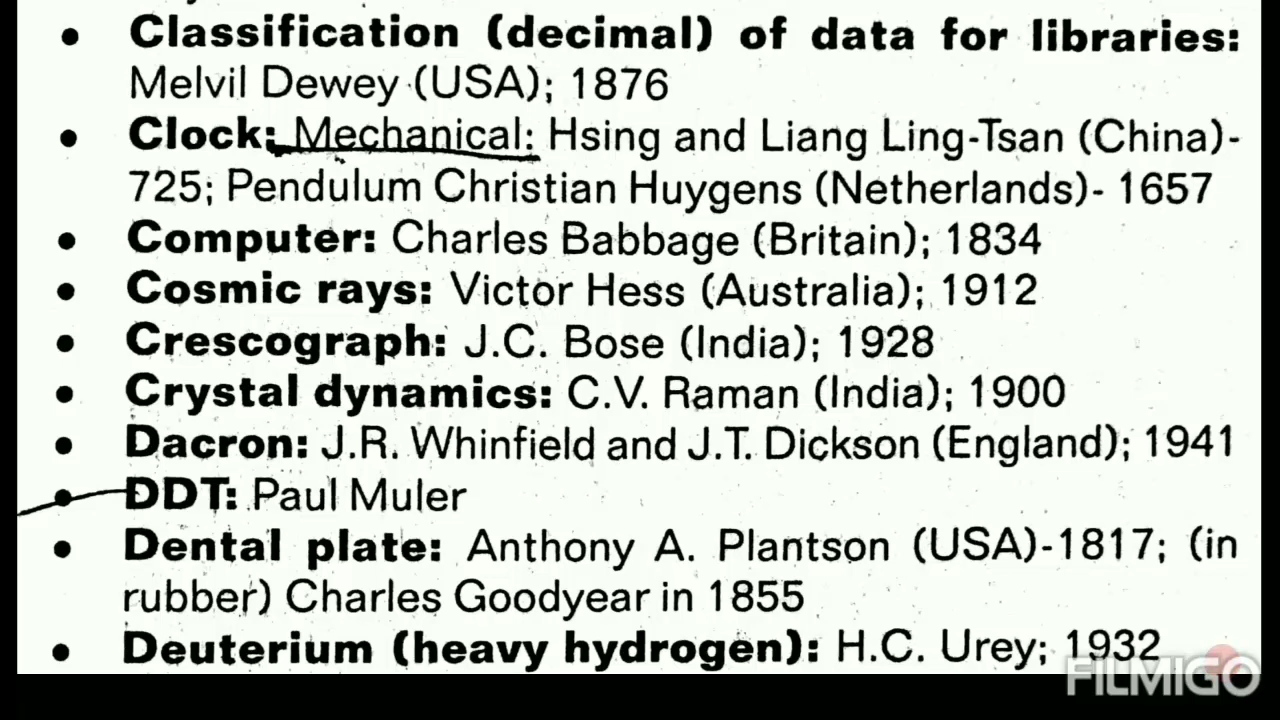 • Classification (decimal) of data for libraries:
Melvil Dewey (USA); 1876
• Clock: Mechanical: Hsing and Liang Ling-Tsan (China)-
725; Pendulum Christian Huygens (Netherlands)- 1657
• Computer: Charles Babbage (Britain); 1834
• Cosmic rays: Victor Hess (Australia); 1912
• Crescograph: J.C. Bose (India); 1928
• Crystal dynamics: C.V. Raman (India); 1900
• Dacron: J.R. Whinfield and J.T. Dickson (England); 1941
• DDT: Paul Muler
• Dental plate: Anthony A. Plantson (USA)-1817; (in
rubber) Charles Goodyear in 1855
• Deuterium (heavy hydrogen): H.C. Urey; 1932
FILMIGO